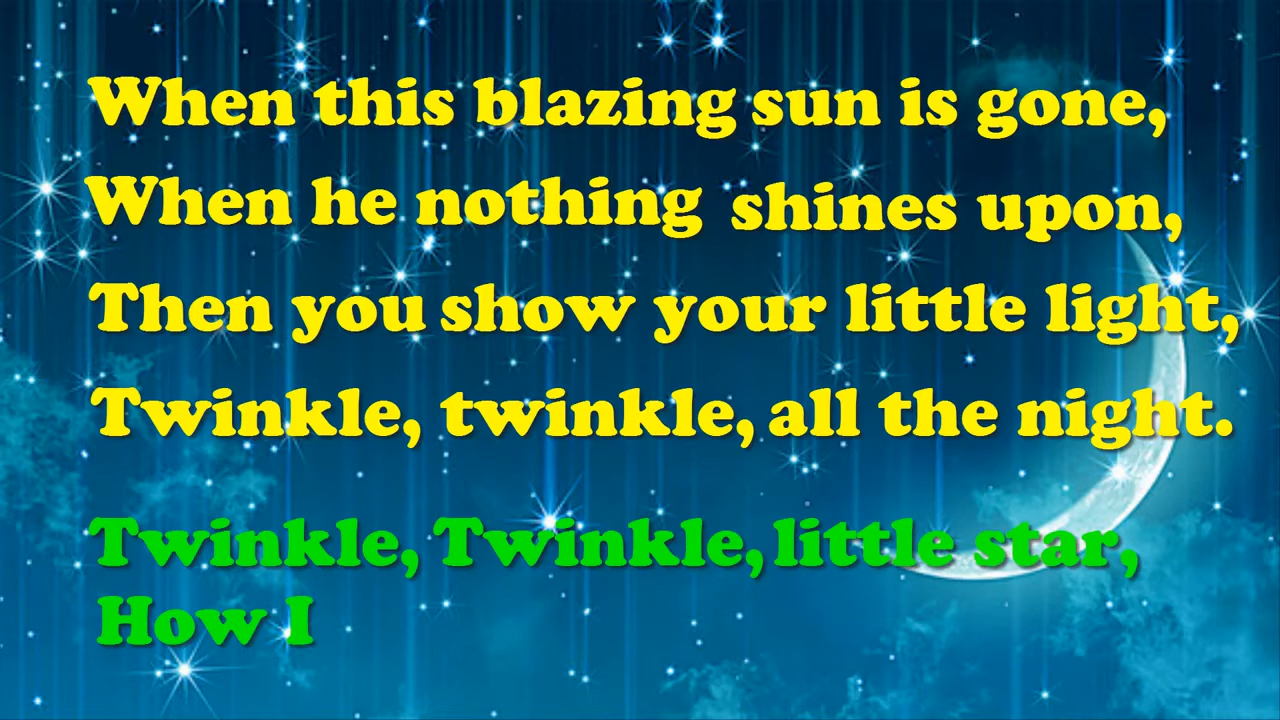 When this blazing sun is gone,
When he nothing shines upon,
Then you show your little light,
Twinkle, twinkle, all the night.
Twinkle, Twinkle, little star,
How I